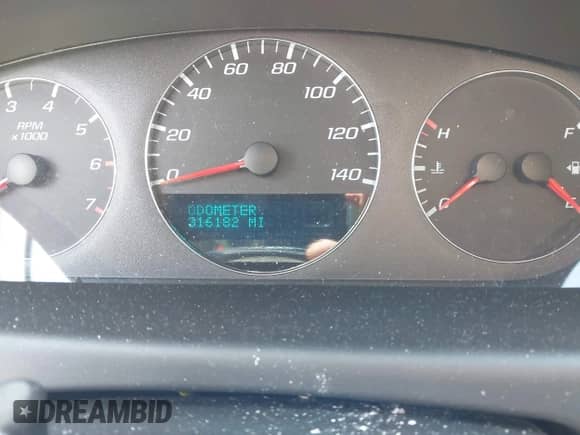 3 4 5 6 7
RPM
x1000
0 20 40 60 80 100 120 140
ODOMETER
316182 MI
H
C
F
DREAMBID